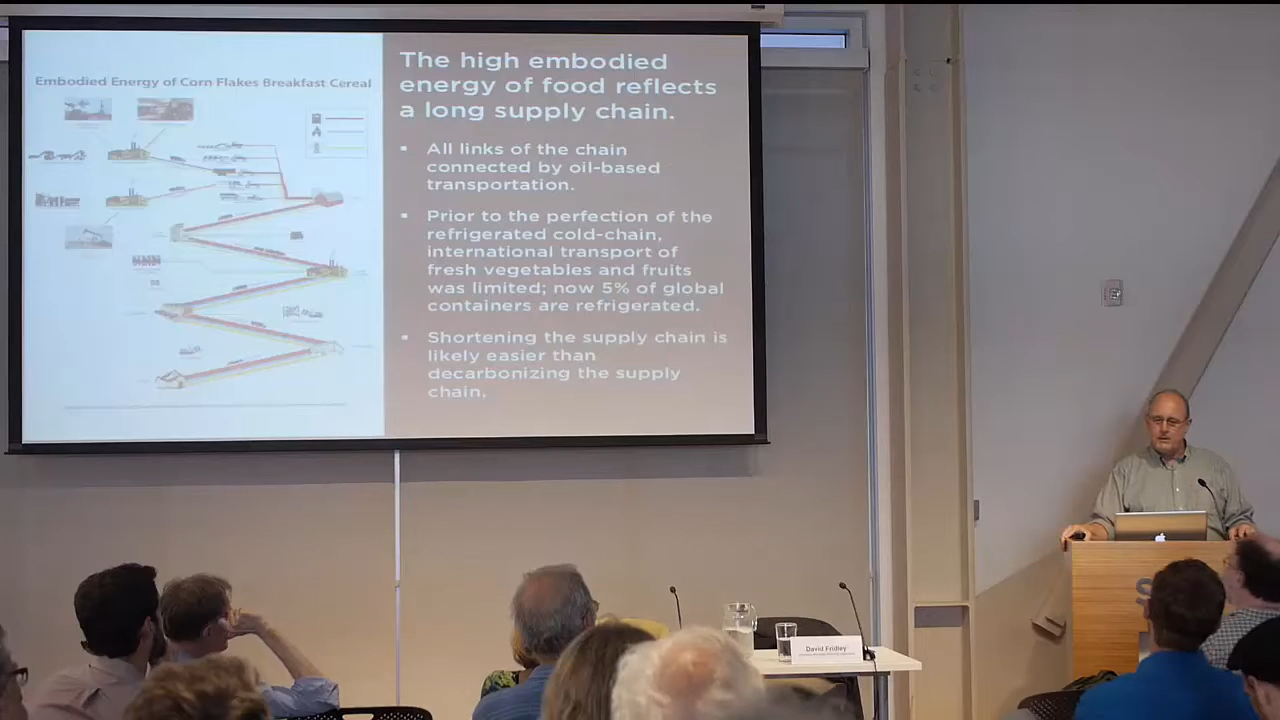 Embodied Energy of Corn Flakes Breakfast Cereal
The high embodied
energy of food reflects
a long supply chain.
▪ All links of the chain
connected by oil-based
transportation.
▪ Prior to the perfection of the
refrigerated cold-chain,
international transport of
fresh vegetables and fruits
was limited; now 5% of global
containers are refrigerated.
▪ Shortening the supply chain is
likely easier than
decarbonizing the supply
chain.
David Fridley